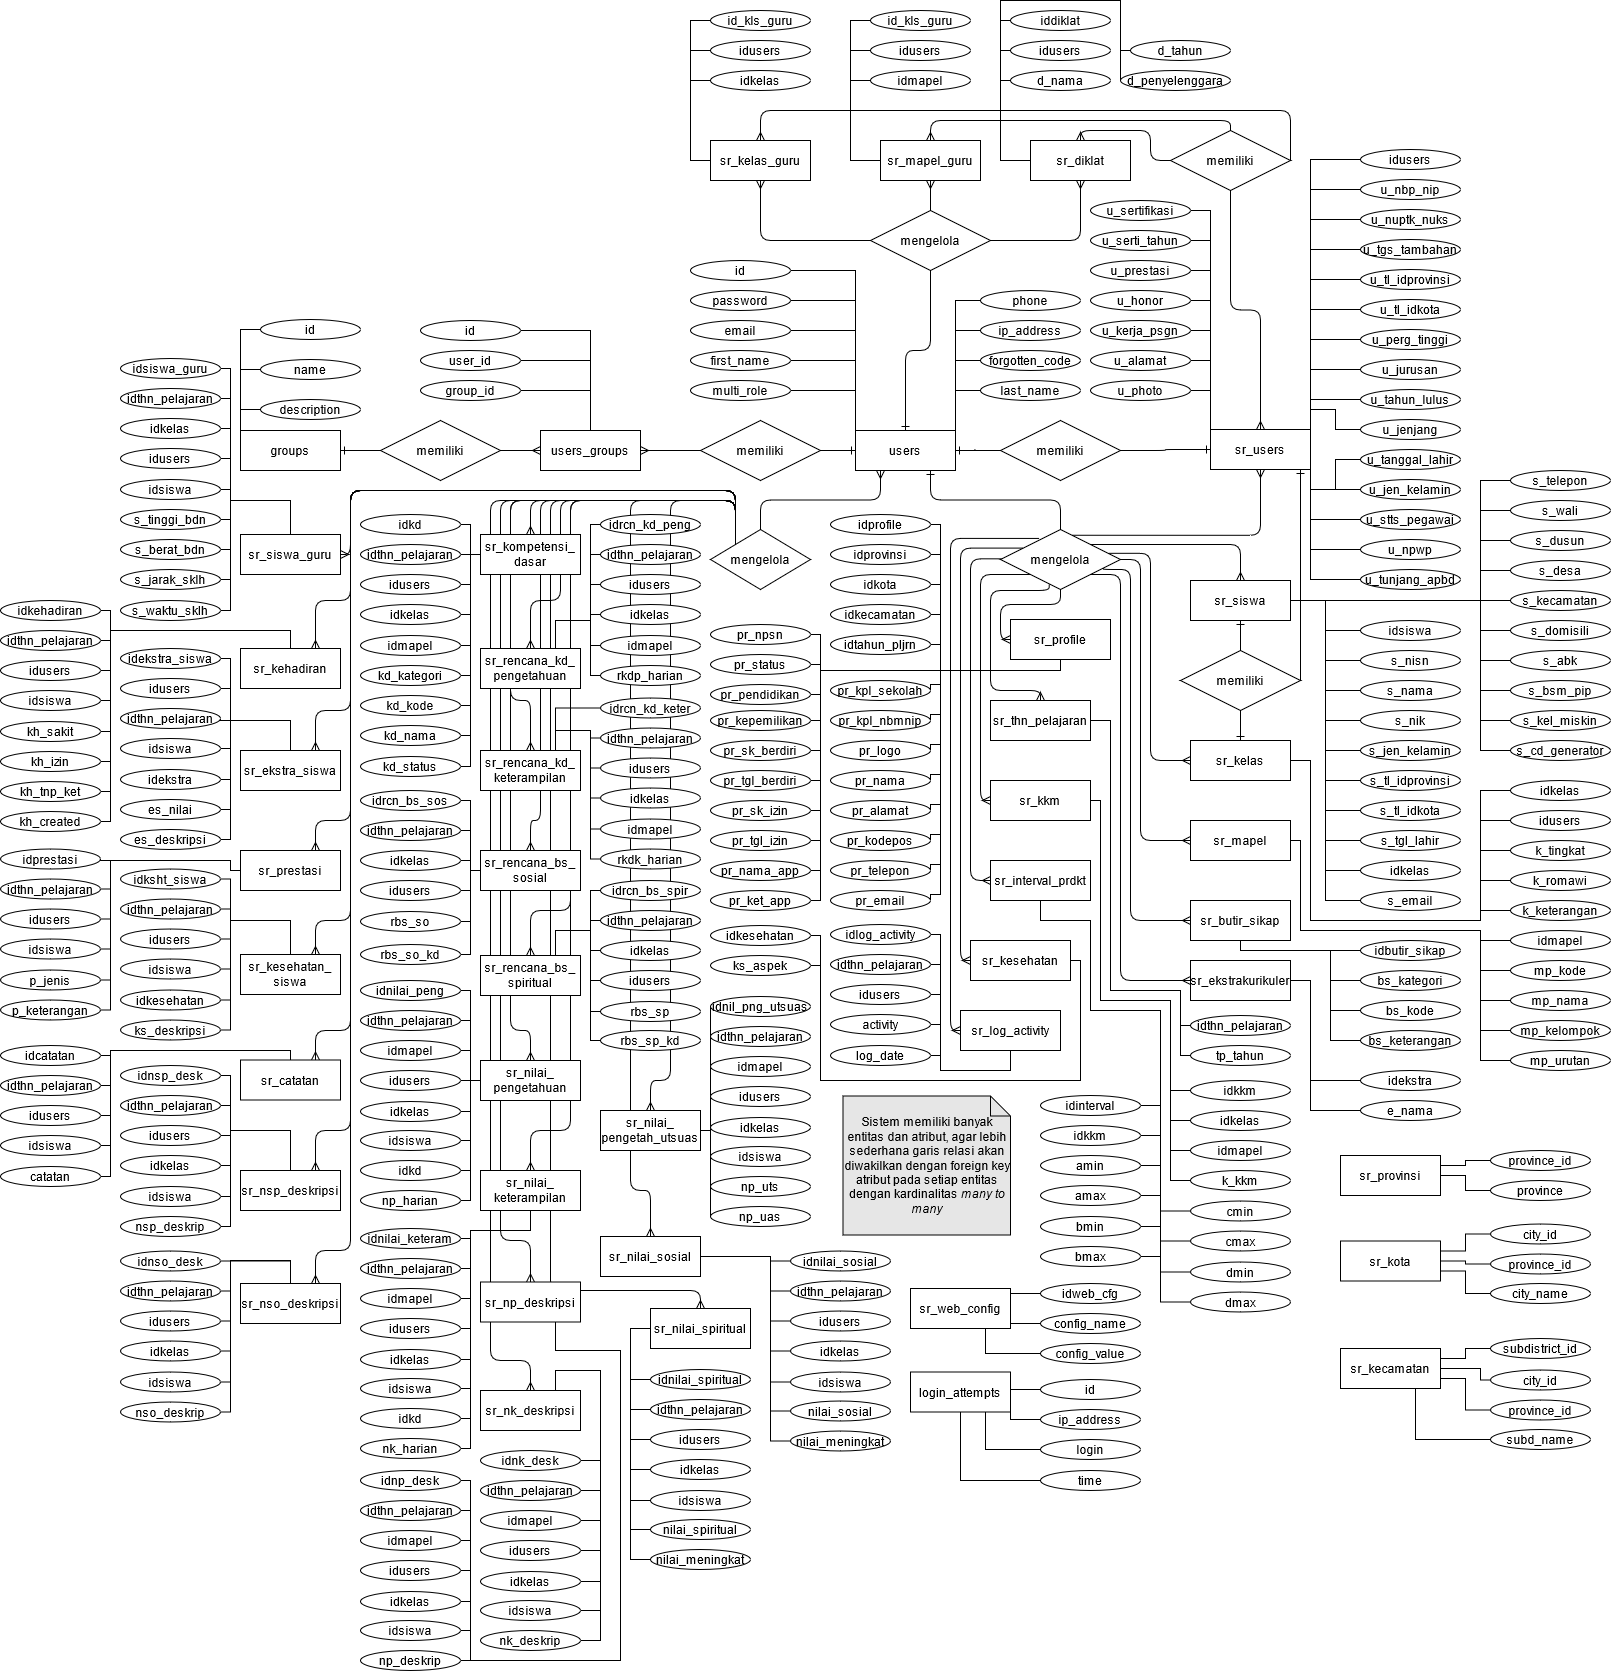 id_kls_guru
idusers
idkelas
id_kls_guru
idusers
idmapel
iddiklat
idusers
d_nama
d_tahun
d_penyelenggara
sr_kelas_guru
sr_mapel_guru
sr_diklat
memiliki
mengelola
idusers
u_nbp_nip
u_nuptk_nuks
u_tgs_tambahan
u_tl_idprovinsi
u_tl_idkota
u_perg_tinggi
u_jurusan
u_tahun_lulus
u_jenjang
u_tanggal_lahir
u_jen_kelamin
u_stts_pegawai
u_npwp
u_tunjang_apbd
u_sertifikasi
u_serti_tahun
u_prestasi
u_honor
u_kerja_psgn
u_alamat
u_photo
id
password
email
first_name
multi_role
phone
ip_address
forgotten_code
last_name
id
name
description
id
user_id
group_id
groups
memiliki
users_groups
memiliki
users
memiliki
sr_users
idsiswa_guru
idthn_pelajaran
idkelas
idusers
idsiswa
s_tinggi_bdn
s_berat_bdn
s_jarak_sklh
s_waktu_sklh
sr_siswa_guru
idkehadiran
idthn_pelajaran
idusers
idsiswa
kh_sakit
kh_izin
kh_tnp_ket
kh_created
sr_kehadiran
idekstra_siswa
idusers
idthn_pelajaran
idsiswa
idekstra
es_nilai
es_deskripsi
sr_ekstra_siswa
idprestasi
idthn_pelajaran
idusers
idsiswa
p_jenis
p_keterangan
sr_prestasi
idksht_siswa
idthn_pelajaran
idusers
idsiswa
idkesehatan
ks_deskripsi
sr_kesehatan_
siswa
idcatatan
idthn_pelajaran
idusers
idsiswa
catatan
sr_catatan
idnsp_desk
idthn_pelajaran
idusers
idkelas
idsiswa
nsp_deskrip
sr_nsp_deskripsi
idnso_desk
idthn_pelajaran
idusers
idkelas
idsiswa
nso_deskrip
sr_nso_deskripsi
idkd
idthn_pelajaran
idusers
idkelas
idmapel
kd_kategori
kd_kode
kd_nama
kd_status
sr_kompetensi_
dasar
idrcn_kd_peng
idthn_pelajaran
idusers
idkelas
idmapel
rkdp_harian
sr_rencana_kd_
pengetahuan
idrcn_kd_keter
idthn_pelajaran
idusers
idkelas
idmapel
rkdk_harian
sr_rencana_kd_
keterampilan
idrcn_bs_sos
idthn_pelajaran
idkelas
idusers
rbs_so
rbs_so_kd
sr_rencana_bs_
sosial
idrcn_bs_spir
idthn_pelajaran
idkelas
idusers
rbs_sp
rbs_sp_kd
sr_rencana_bs_
spiritual
idnilai_peng
idthn_pelajaran
idmapel
idusers
idkelas
idsiswa
idkd
np_harian
sr_nilai_
pengetahuan
sr_nilai_
keterampilan
idnilai_keteram
idthn_pelajaran
idmapel
idusers
idkelas
idsiswa
idkd
nk_harian
sr_np_deskripsi
idnp_desk
idthn_pelajaran
idmapel
idusers
idkelas
idsiswa
np_deskrip
sr_nk_deskripsi
idnk_desk
idthn_pelajaran
idmapel
idusers
idkelas
idsiswa
nk_deskrip
sr_nilai_
pengetah_utsuas
idnil_png_utsuas
idthn_pelajaran
idmapel
idusers
idkelas
idsiswa
np_uts
np_uas
sr_nilai_sosial
idnilai_sosial
idthn_pelajaran
idusers
idkelas
idsiswa
nilai_sosial
nilai_meningkat
sr_nilai_spiritual
idnilai_spiritual
idthn_pelajaran
idusers
idkelas
idsiswa
nilai_spiritual
nilai_meningkat
mengelola
mengelola
idprofile
idprovinsi
idkota
idkecamatan
idtahun_pljrn
pr_kpl_sekolah
pr_kpl_nbmnip
pr_logo
pr_nama
pr_alamat
pr_kodepos
pr_telepon
pr_email
pr_npsn
pr_status
pr_pendidikan
pr_kepemilikan
pr_sk_berdiri
pr_tgl_berdiri
pr_sk_izin
pr_tgl_izin
pr_nama_app
pr_ket_app
idkesehatan
ks_aspek
idlog_activity
idthn_pelajaran
idusers
activity
log_date
sr_profile
sr_thn_pelajaran
sr_kkm
sr_interval_prdkt
sr_kesehatan
sr_log_activity
sr_siswa
memiliki
sr_kelas
sr_mapel
sr_butir_sikap
sr_ekstrakurikuler
s_telepon
s_wali
s_dusun
s_desa
s_kecamatan
s_domisili
s_abk
s_bsm_pip
s_kel_miskin
s_cd_generator
idsiswa
s_nisn
s_nama
s_nik
s_jen_kelamin
s_tl_idprovinsi
s_tl_idkota
s_tgl_lahir
idkelas
s_email
idkelas
idusers
k_tingkat
k_romawi
k_keterangan
idmapel
mp_kode
mp_nama
mp_kelompok
mp_urutan
idbutir_sikap
bs_kategori
bs_kode
bs_keterangan
idekstra
e_nama
idthn_pelajaran
tp_tahun
idkkm
idkelas
idmapel
k_kkm
idinterval
idkkm
amin
amax
bmin
bmax
cmin
cmax
dmin
dmax
Sistem memiliki banyak
entitas dan atribut, agar lebih
sederhana garis relasi akan
diwakilkan dengan foreign key
atribut pada setiap entitas
dengan kardinalitas many to
many
sr_web_config
idweb_cfg
config_name
config_value
login_attempts
id
ip_address
login
time
sr_provinsi
province_id
province
sr_kota
city_id
province_id
city_name
sr_kecamatan
subdistrict_id
city_id
province_id
subd_name